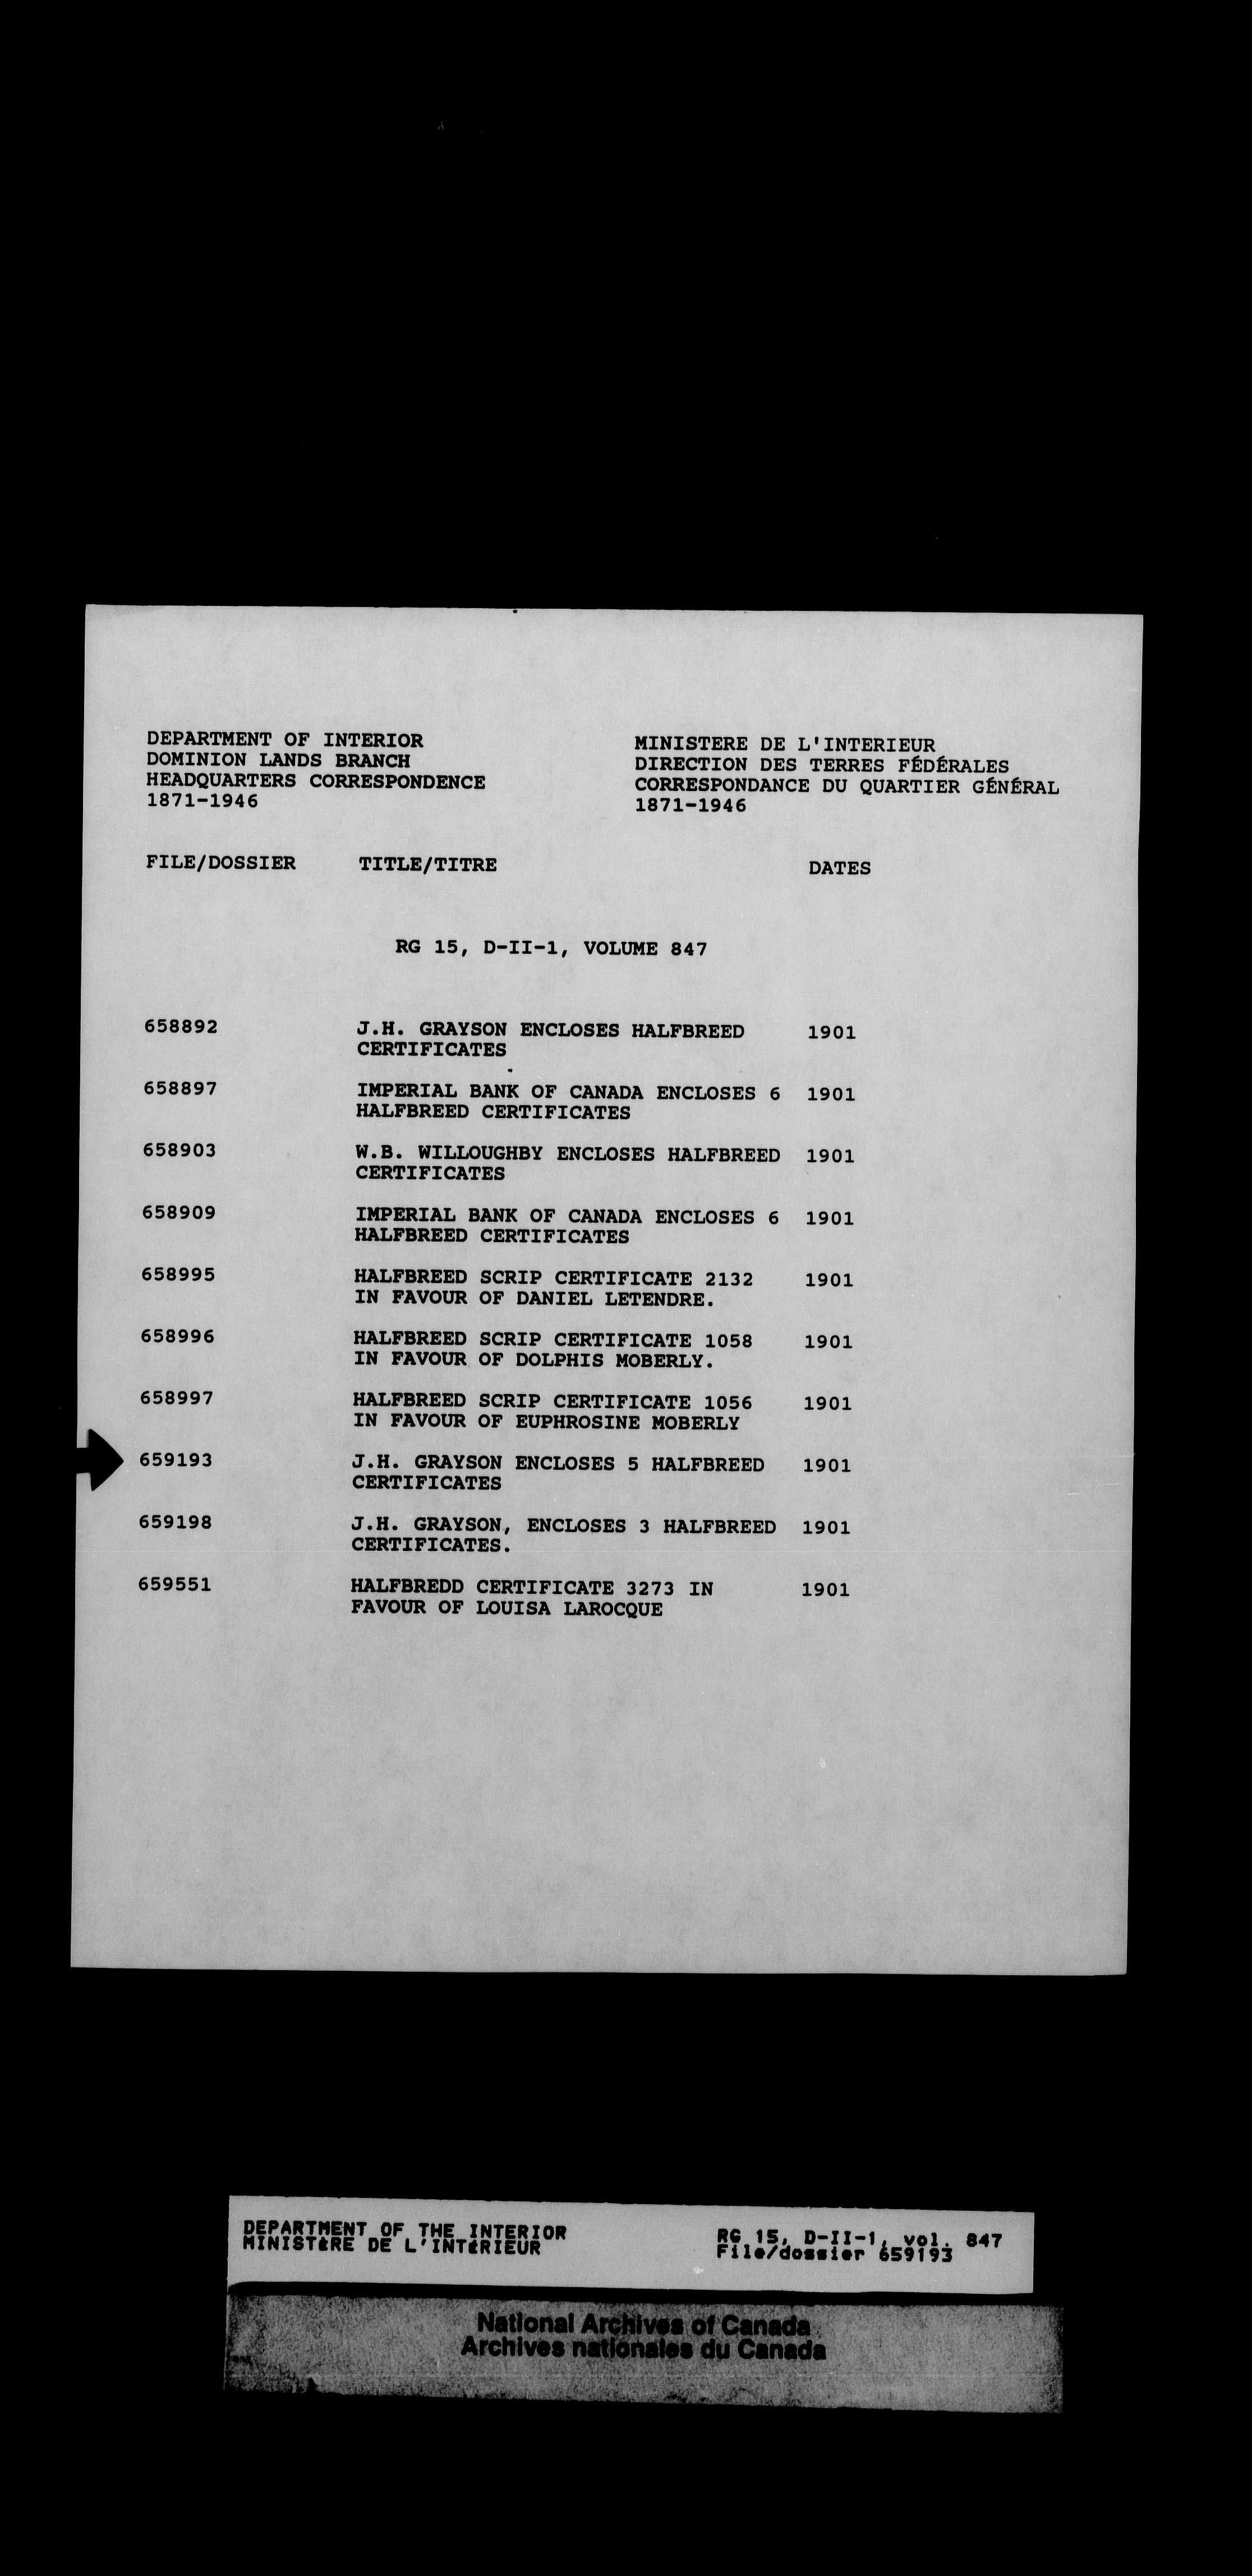 DEPARTMENT OF INTERIOR
DOMINION LANDS BRANCH
HEADQUARTERS CORRESPONDENCE
1871-1946
MINISTERE DE L'INTERIEUR
DIRECTION DES TERRES FÉDÉRALES
CORRESPONDANCE DU QUARTIER GÉNÉRAL
1871-1946
FILE/DOSSIER TITLE/TITRE DATES
RG 15, D-II-1, VOLUME 847
658892 J.H. GRAYSON ENCLOSES HALFBREED 1901
CERTIFICATES
658897 IMPERIAL BANK OF CANADA ENCLOSES 6 1901
HALFBREED CERTIFICATES
658903 W.B. WILLOUGHBY ENCLOSES HALFBREED 1901
CERTIFICATES
658909 IMPERIAL BANK OF CANADA ENCLOSES 6 1901
HALFBREED CERTIFICATES
658995 HALFBREED SCRIP CERTIFICATE 2132 1901
IN FAVOUR OF DANIEL LETENDRE.
658996 HALFBREED SCRIP CERTIFICATE 1058 1901
IN FAVOUR OF DOLPHIS MOBERLY.
658997 HALFBREED SCRIP CERTIFICATE 1056 1901
IN FAVOUR OF EUPHROSINE MOBERLY
659193 J.H. GRAYSON ENCLOSES 5 HALFBREED 1901
CERTIFICATES
659198 J.H. GRAYSON, ENCLOSES 3 HALFBREED 1901
CERTIFICATES.
659551 HALFBREDD CERTIFICATE 3273 IN 1901
FAVOUR OF LOUISA LAROCQUE
DEPARTMENT OF THE INTERIOR
MINISTÈRE DE L'INTÉRIEUR
RG 15, D-II-1, vol. 847
File/dossier 659193
National Archives of Canada
Archives nationales du Canada